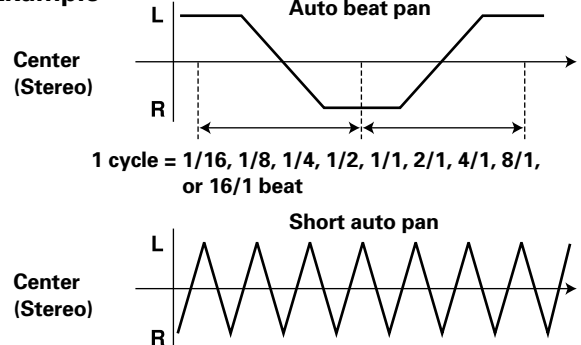 Auto beat pan
L
Center
(Stereo)
R
1 cycle = 1/16, 1/8, 1/4, 1/2, 1/1, 2/1, 4/1, 8/1,
or 16/1 beat
Short auto pan
L
Center
(Stereo)
R